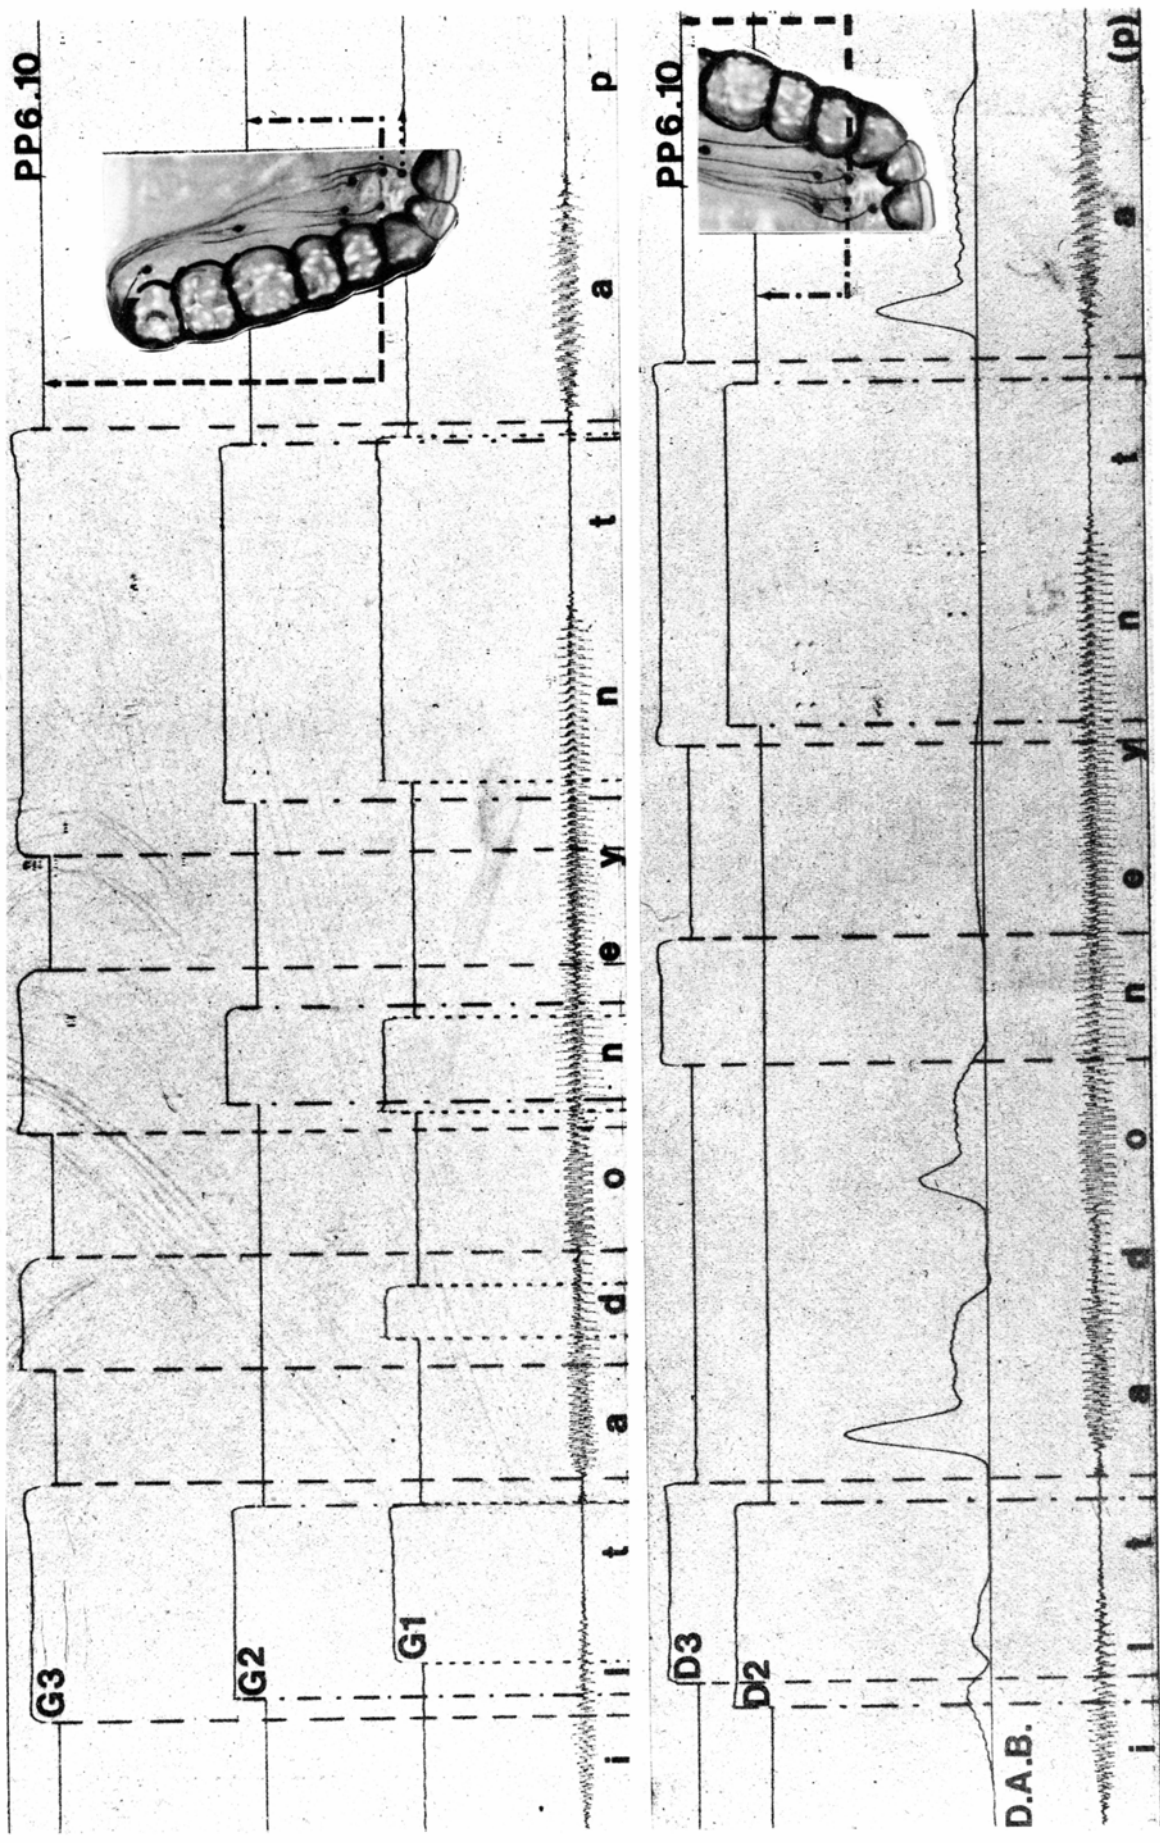 PP6.10
G3
G2
G1
i l t a d o n e y n t a p
PP6.10
D3
D2
D.A.B.
i l t a d o n e y n t a (p)